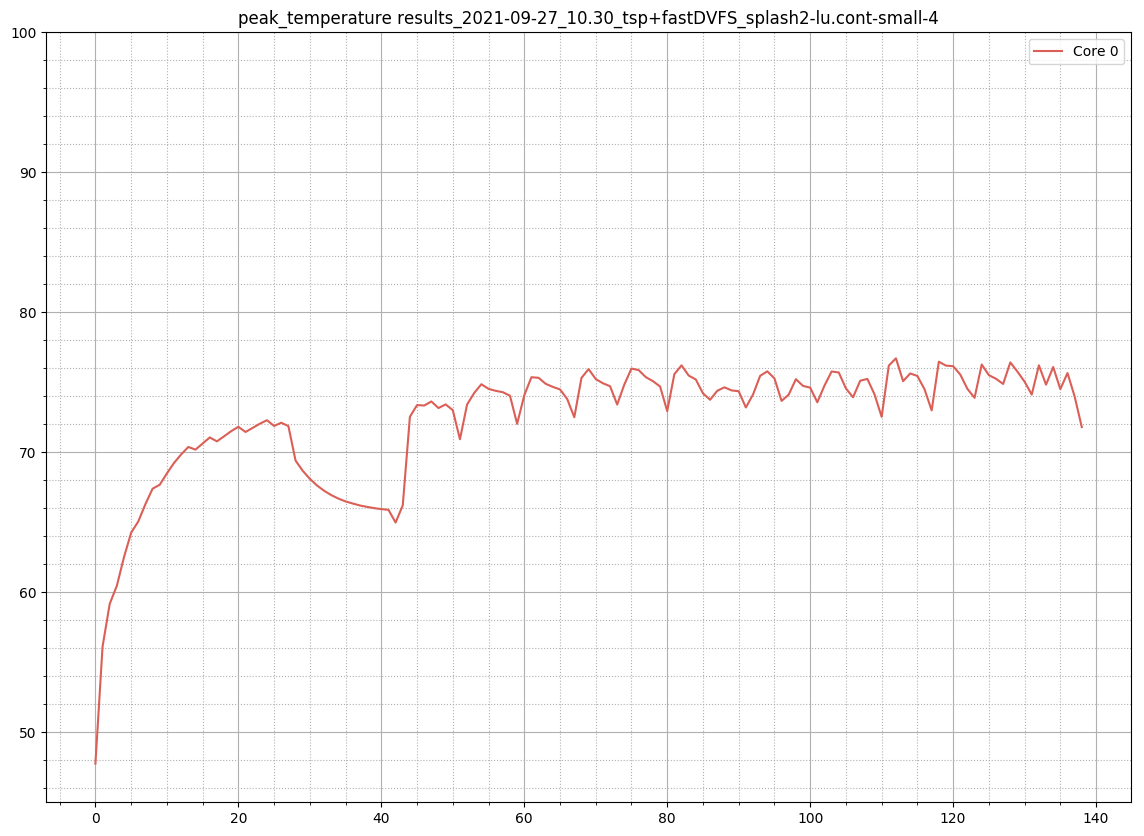 peak_temperature results_2021-09-27_10.30_tsp+fastDVFS_splash2-lu.cont-small-4
Core 0
100
90
80
70
60
50
0 20 40 60 80 100 120 140